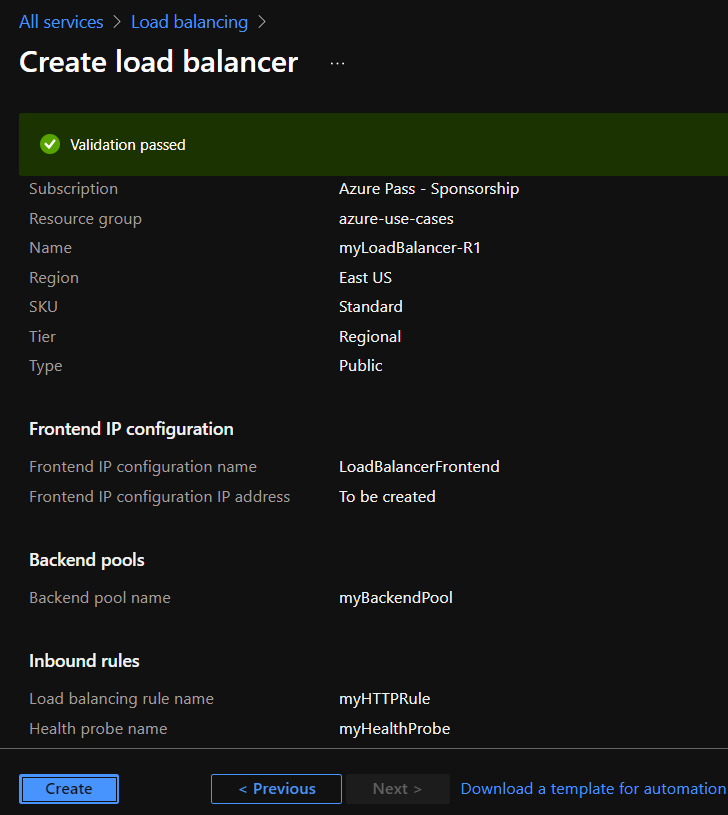 All services > Load balancing >
Create load balancer ...
Validation passed
Subscription Azure Pass - Sponsorship
Resource group azure-use-cases
Name myLoadBalancer-R1
Region East US
SKU Standard
Tier Regional
Type Public
Frontend IP configuration
Frontend IP configuration name LoadBalancerFrontend
Frontend IP configuration IP address To be created
Backend pools
Backend pool name myBackendPool
Inbound rules
Load balancing rule name myHTTPRule
Health probe name myHealthProbe
Create < Previous Next > Download a template for automation